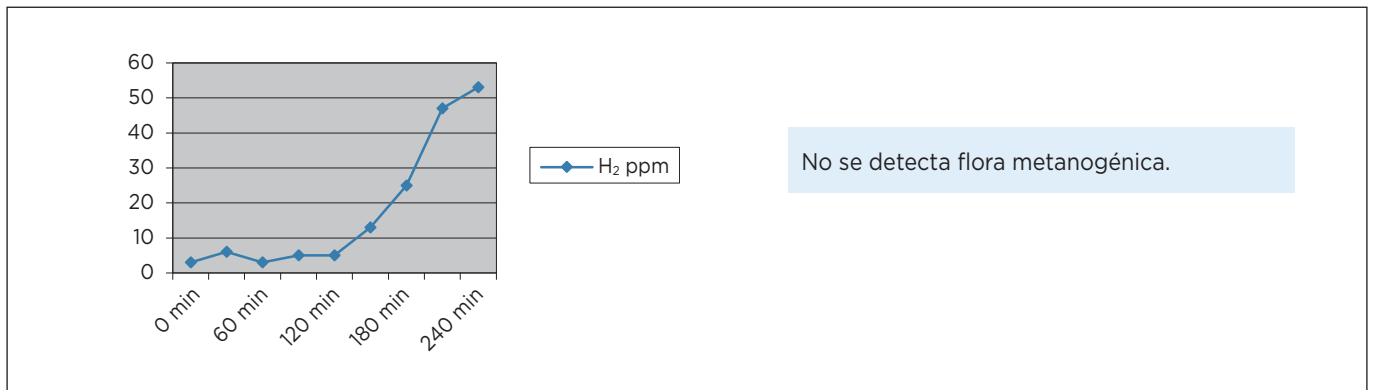 60
50
40
30
20
10
0
0 min
60 min
120 min
180 min
240 min
H₂ ppm
No se detecta flora metanogénica.